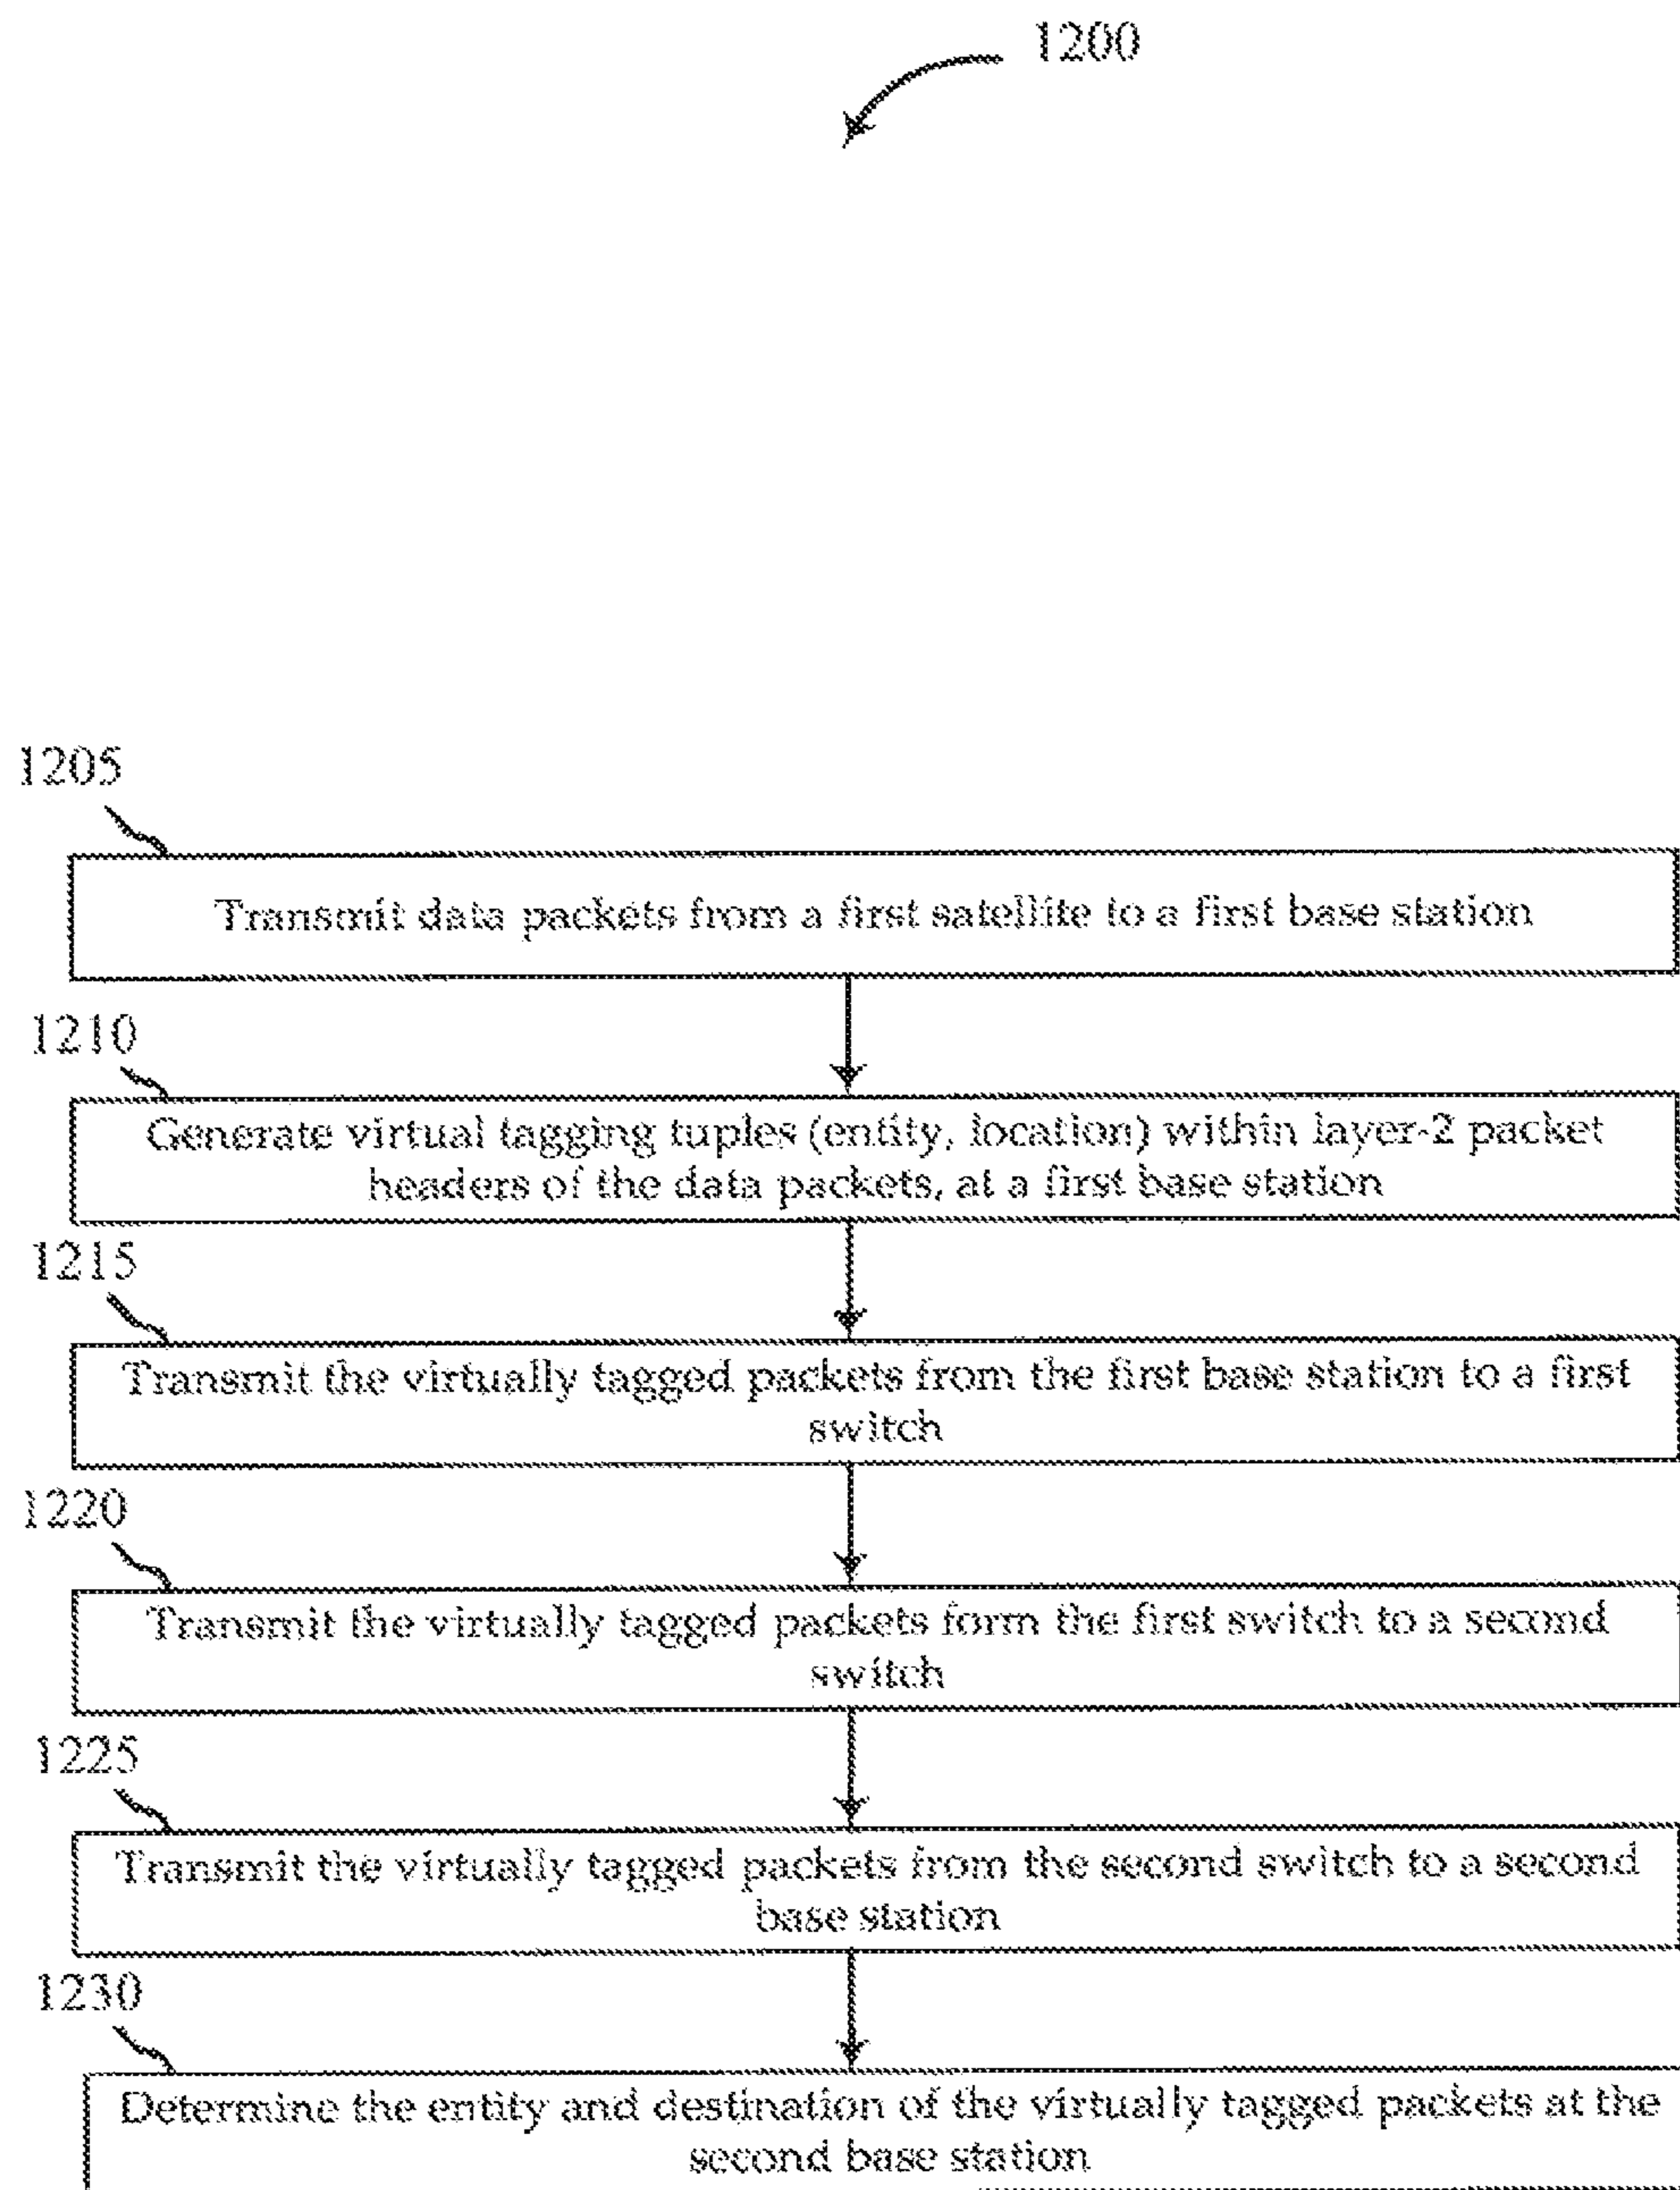 1200
1205
Transmit data packets from a first satellite to a first base station
1210
Generate virtual tagging tuples (entity, location) within layer-2 packet
headers of the data packets, at a first base station
1215
Transmit the virtually tagged packets from the first base station to a first
switch
1220
Transmit the virtually tagged packets form the first switch to a second
switch
1225
Transmit the virtually tagged packets from the second switch to a second
base station
1230
Determine the entity and destination of the virtually tagged packets at the
second base station